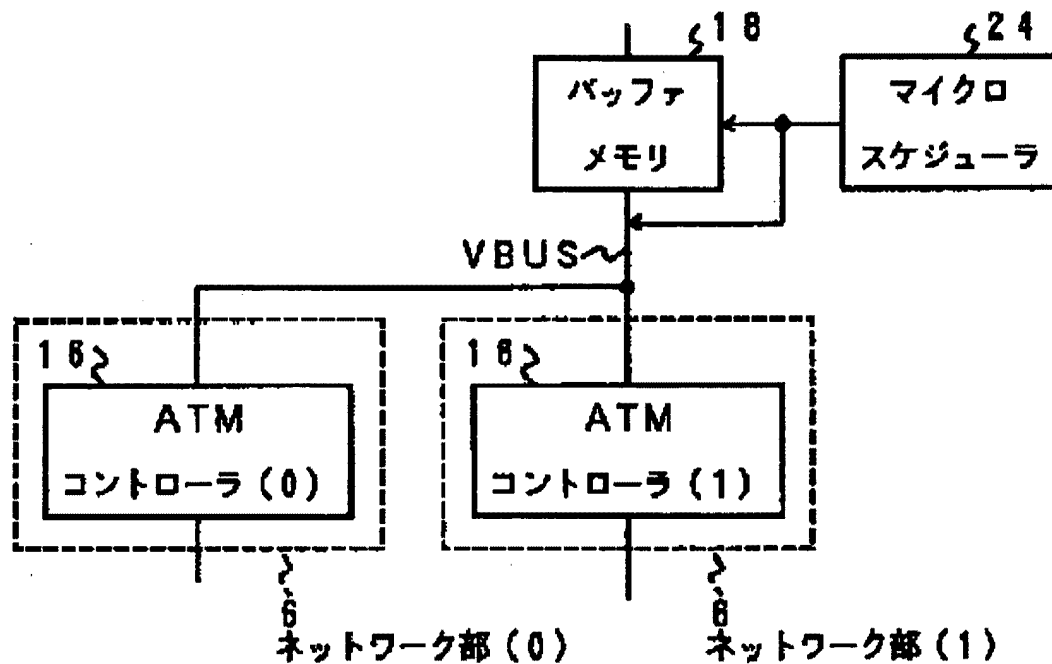 18
24
バッファ
メモリ
マイクロ
スケジューラ
VBUS
16
16
ATM
コントローラ(0)
ATM
コントローラ(1)
6
6
ネットワーク部(0)
ネットワーク部(1)